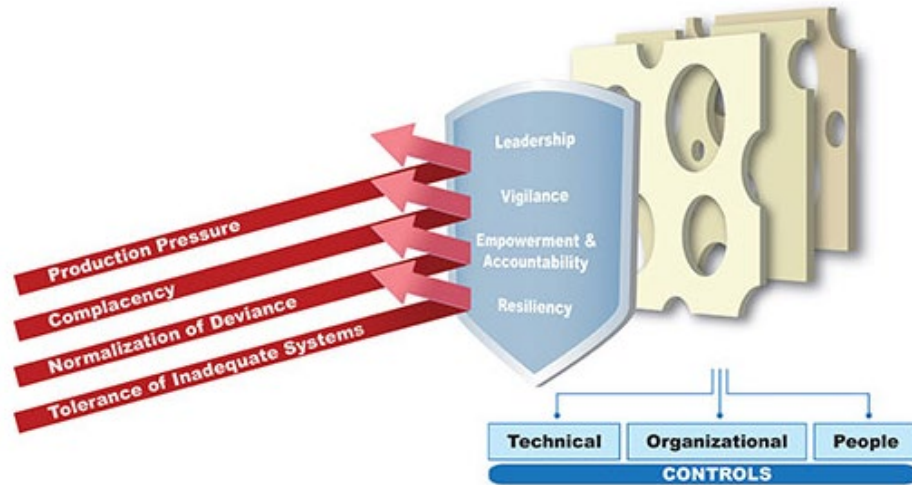 Leadership
Vigilance
Empowerment &
Accountability
Resiliency
Production Pressure
Complacency
Normalization of Deviance
Tolerance of Inadequate Systems
Technical
Organizational
People
CONTROLS